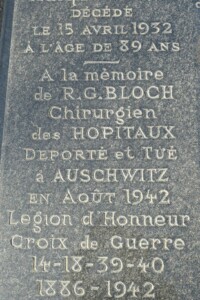 DÉCÉDÉ
LE 15 AVRIL 1932
À L'ÂGE DE 89 ANS
A la mémoire
de R.G. BLOCH
Chirurgien
des HOPITAUX
DEPORTÉ et TUÉ
à AUSCHWITZ
EN AOÛT 1942
Legion d'Honneur
Croix de Guerre
14-18-39-40
1886-1942